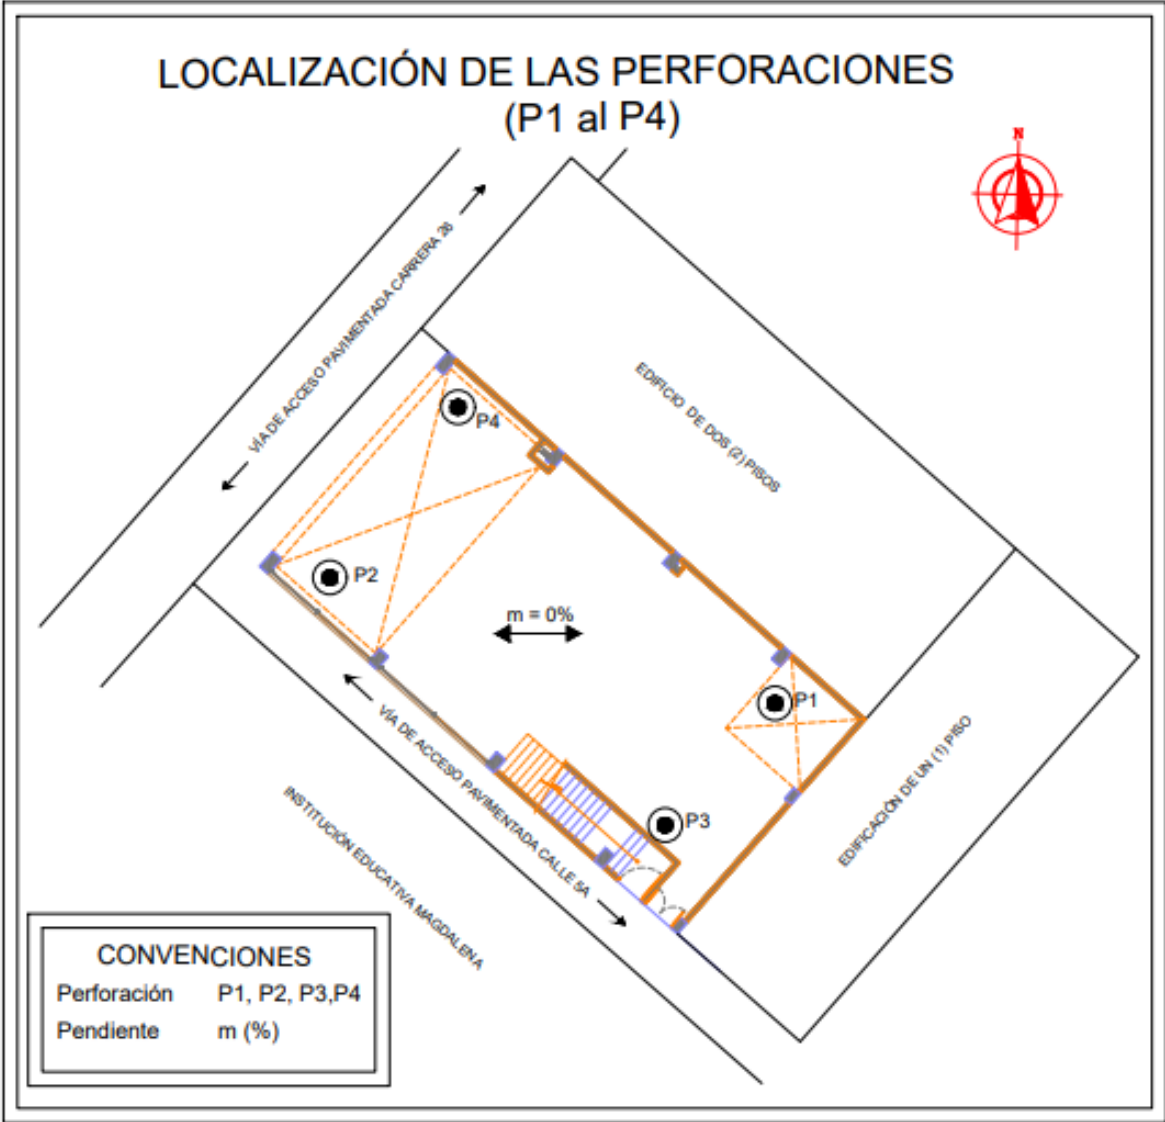 LOCALIZACIÓN DE LAS PERFORACIONES
(P1 al P4)
N
VÍA DE ACCESO PAVIMENTADA CARRERA 26
EDIFICIO DE DOS (2) PISOS
P4
P2
m = 0%
P1
VÍA DE ACCESO PAVIMENTADA CALLE 5A
P3
EDIFICACIÓN DE UN (1) PISO
INSTITUCIÓN EDUCATIVA MAGDALENA
CONVENCIONES
Perforación P1, P2, P3,P4
Pendiente m (%)